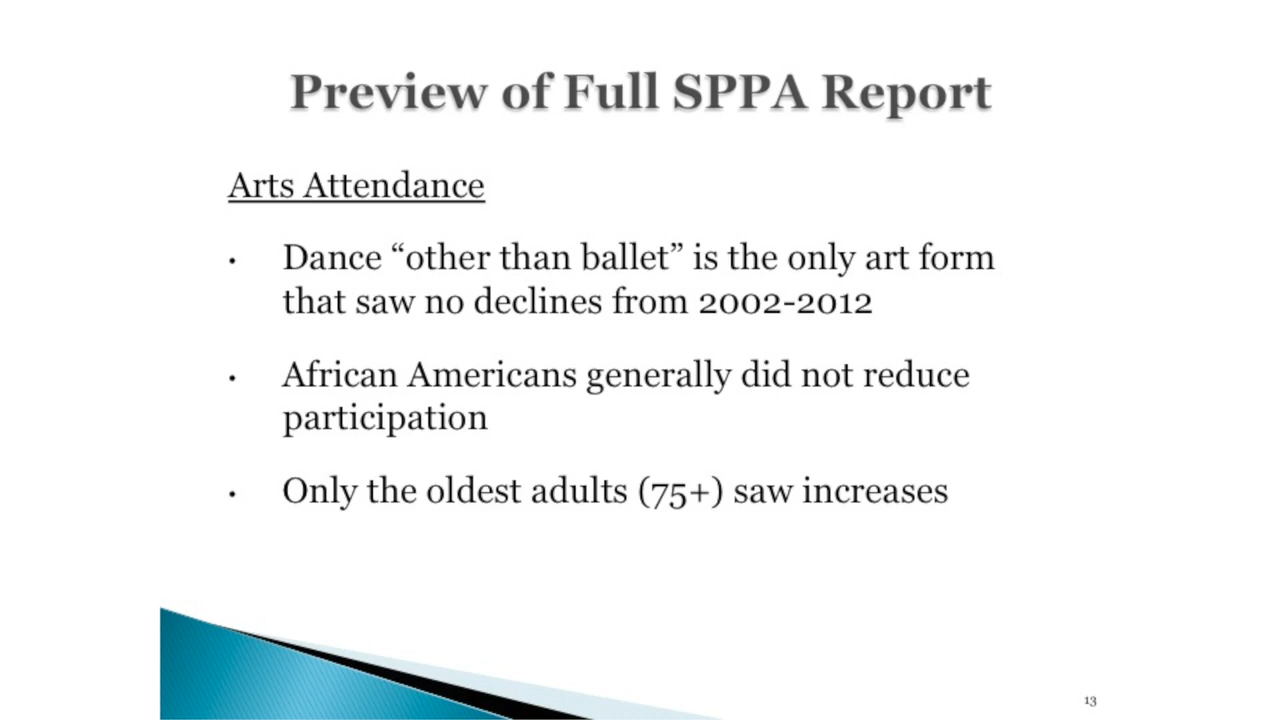 Preview of Full SPPA Report
Arts Attendance
• Dance “other than ballet” is the only art form
that saw no declines from 2002-2012
• African Americans generally did not reduce
participation
• Only the oldest adults (75+) saw increases
13